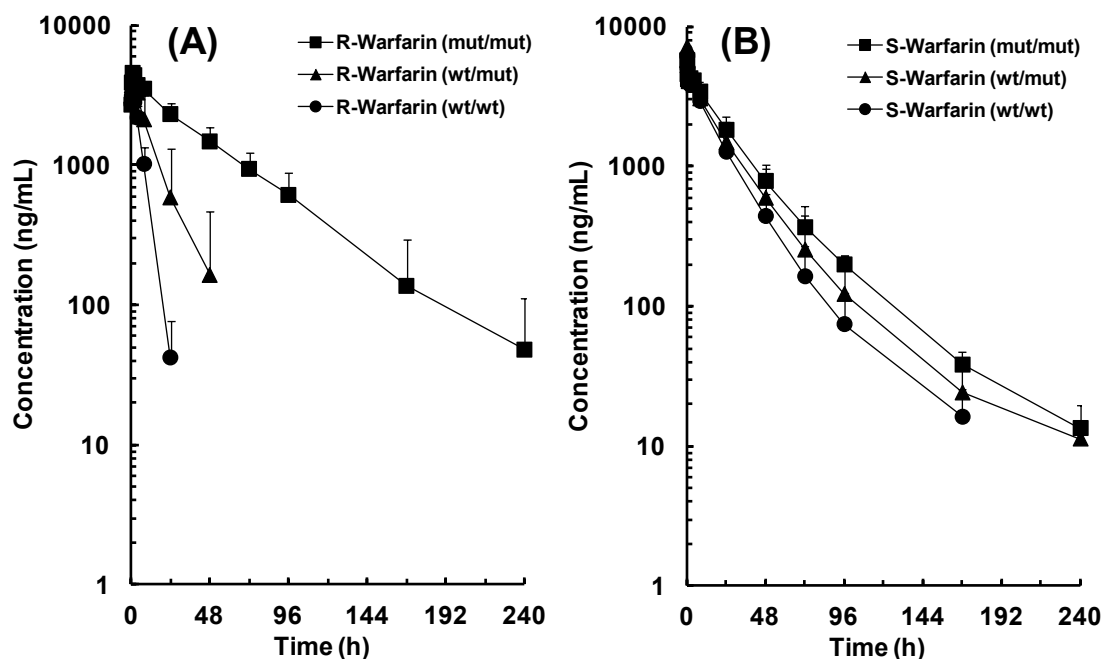 (A)
R-Warfarin (mut/mut)
R-Warfarin (wt/mut)
R-Warfarin (wt/wt)
Concentration (ng/mL)
10000
1000
100
10
1
0 48 96 144 192 240
Time (h)
(B)
S-Warfarin (mut/mut)
S-Warfarin (wt/mut)
S-Warfarin (wt/wt)
Concentration (ng/mL)
10000
1000
100
10
1
0 48 96 144 192 240
Time (h)